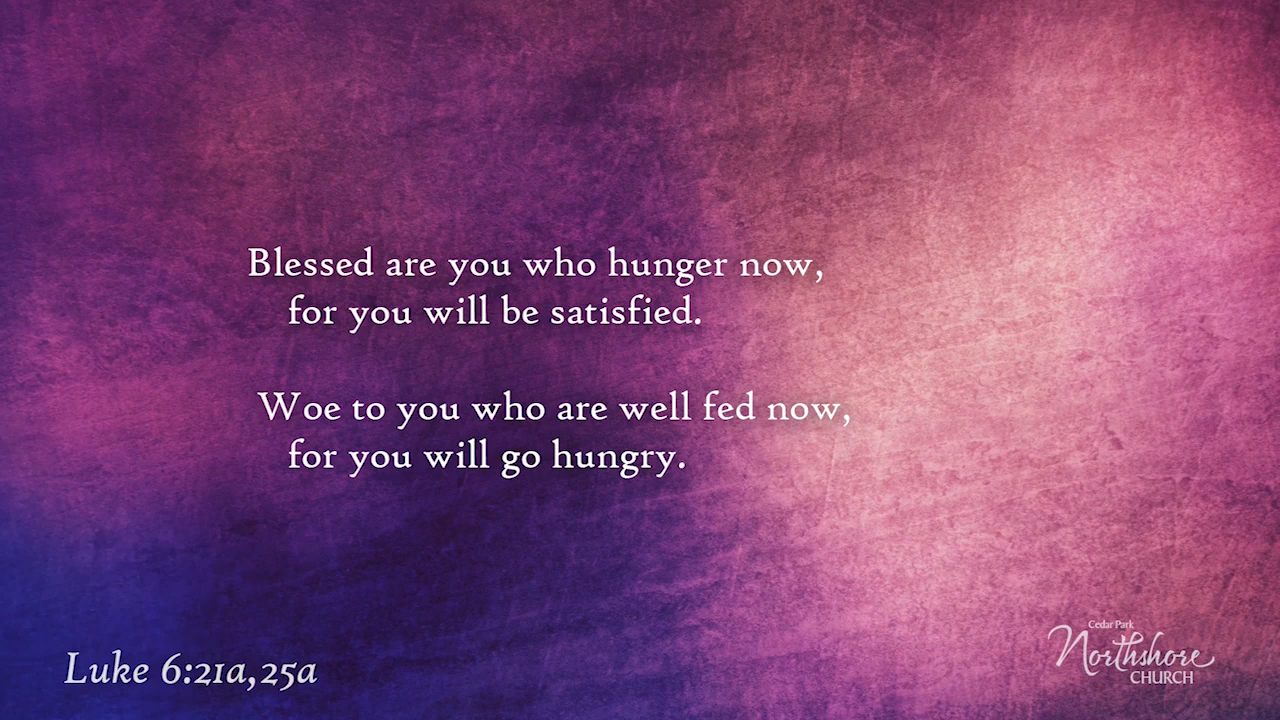 Blessed are you who hunger now,
for you will be satisfied.
Woe to you who are well fed now,
for you will go hungry.
Luke 6:21a,25a
Cedar Park
Northshore
CHURCH